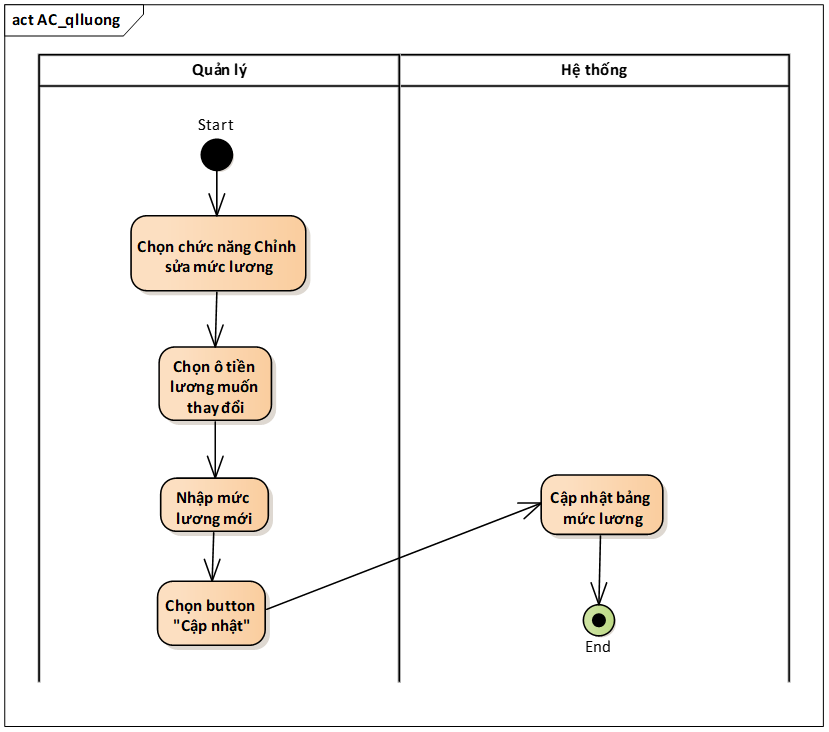 act AC_qlluong
Quản lý
Hệ thống
Start
Chọn chức năng Chỉnh
sửa mức lương
Chọn ô tiền
lương muốn
thay đổi
Nhập mức
lương mới
Chọn button
"Cập nhật"
Cập nhật bảng
mức lương
End